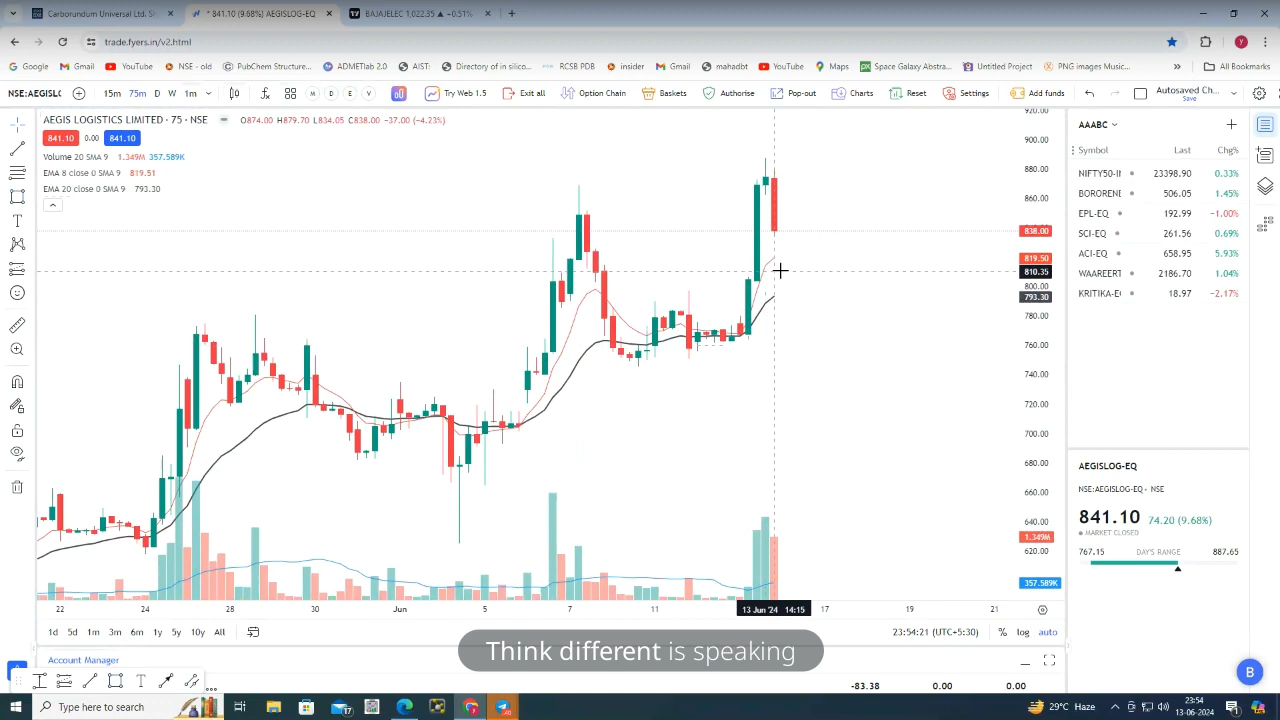 Carborundum Univeral Ltd. Sh
* 841.10 (9.68%) AEGISLOG-EQ
BAJAJELEC 1,022.35 ▲ −0.51%
trade.fyers.in/v2.html
Google
Gmail
YouTube
NSE - old
PubChem Structure...
ADMETlab 2.0
AIST:
Directory of in silico...
RCSB PDB
insider
Gmail
mahadbt
YouTube
Maps
Space Galaxy Abstra...
Untitled Project
PNG images Music...
All Bookmarks
NSE:AEGISL
15m 75m D W 1m
M D E V
Try Web 1.5
Exit all
Option Chain
Baskets
Authorise
Pop-out
Charts
Reset
Settings
Add funds
Autosaved Ch...
Save
AEGIS LOGISTICS LIMITED · 75 · NSE
O874.00 H879.70 L834.05 C838.00 −37.00 (−4.23%)
841.10 0.00 841.10
Volume 20 SMA 9 1.349M 357.589K
EMA 8 close 0 SMA 9 819.51
EMA 20 close 0 SMA 9 793.30
920.00
900.00
880.00
860.00
838.00
819.50
810.35
800.00
793.30
780.00
760.00
740.00
720.00
700.00
680.00
660.00
640.00
1.349M
620.00
357.589K
22 24 28 30 Jun 5 7 11 13 Jun '24 14:15 17 19 21
1d 5d 1m 3m 6m 1y 5y 10y All
23:54:21 (UTC+5:30) % log auto
AAABC
Symbol Last Chg%
NIFTY50-IN 23398.90 0.33%
BORORENE 506.05 1.45%
EPL-EQ 192.99 −1.00%
SCI-EQ 261.56 0.69%
ACI-EQ 658.95 5.93%
WAAREERT 2186.70 1.04%
KRITIKA-E 18.97 −2.17%
AEGISLOG-EQ
NSE:AEGISLOG-EQ · NSE
841.10 74.20 (9.68%)
MARKET CLOSED
767.15 DAY'S RANGE 887.65
Think different is speaking
Account Manager
-83.38 0.00 0.00
B
Type here to search
29°C Haze
23:54
13-06-2024